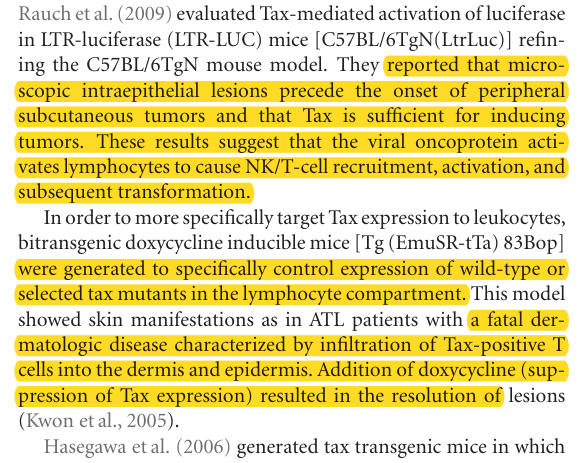 Rauch et al. (2009) evaluated Tax-mediated activation of luciferase
in LTR-luciferase (LTR-LUC) mice [C57BL/6TgN(LtrLuc)] refin-
ing the C57BL/6TgN mouse model. They reported that micro-
scopic intraepithelial lesions precede the onset of peripheral
subcutaneous tumors and that Tax is sufficient for inducing
tumors. These results suggest that the viral oncoprotein acti-
vates lymphocytes to cause NK/T-cell recruitment, activation, and
subsequent transformation.
In order to more specifically target Tax expression to leukocytes,
bitransgenic doxycycline inducible mice [Tg (EmuSR-tTa) 83Bop]
were generated to specifically control expression of wild-type or
selected tax mutants in the lymphocyte compartment. This model
showed skin manifestations as in ATL patients with a fatal der-
matologic disease characterized by infiltration of Tax-positive T
cells into the dermis and epidermis. Addition of doxycycline (sup-
pression of Tax expression) resulted in the resolution of lesions
(Kwon et al., 2005).
Hasegawa et al. (2006) generated tax transgenic mice in which